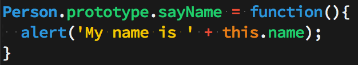 Person.prototype.sayName = function(){
  alert('My name is ' + this.name);
}